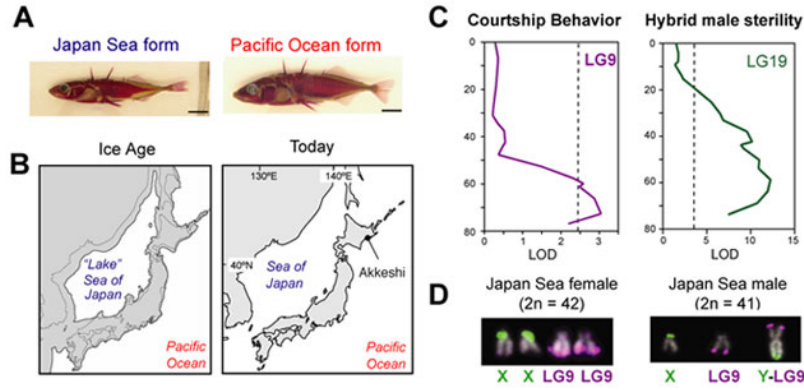 A
Japan Sea form
Pacific Ocean form
B
Ice Age
Today
"Lake"
Sea of
Japan
Pacific
Ocean
130ºE
140ºE
40ºN
Sea of
Japan
Akkeshi
Pacific
Ocean
C
Courtship Behavior
Hybrid male sterility
LG9
0
20
40
60
80
0
1
2
3
LOD
LG19
0
20
40
60
80
0
5
10
15
LOD
D
Japan Sea female
(2n = 42)
Japan Sea male
(2n = 41)
X X LG9 LG9
X LG9 Y-LG9